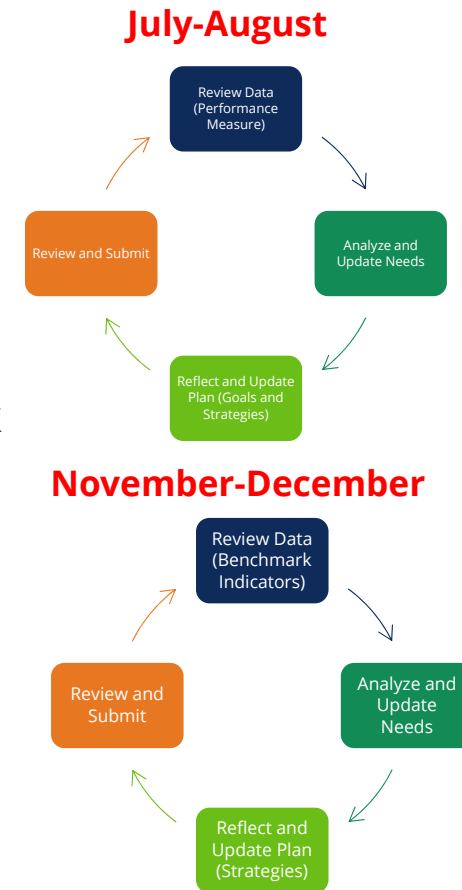 July-August
Review Data
(Performance
Measure)
Analyze and
Update Needs
Reflect and Update
Plan (Goals and
Strategies)
Review and Submit
November-December
Review Data
(Benchmark
Indicators)
Analyze and
Update
Needs
Reflect and
Update Plan
(Strategies)
Review and
Submit